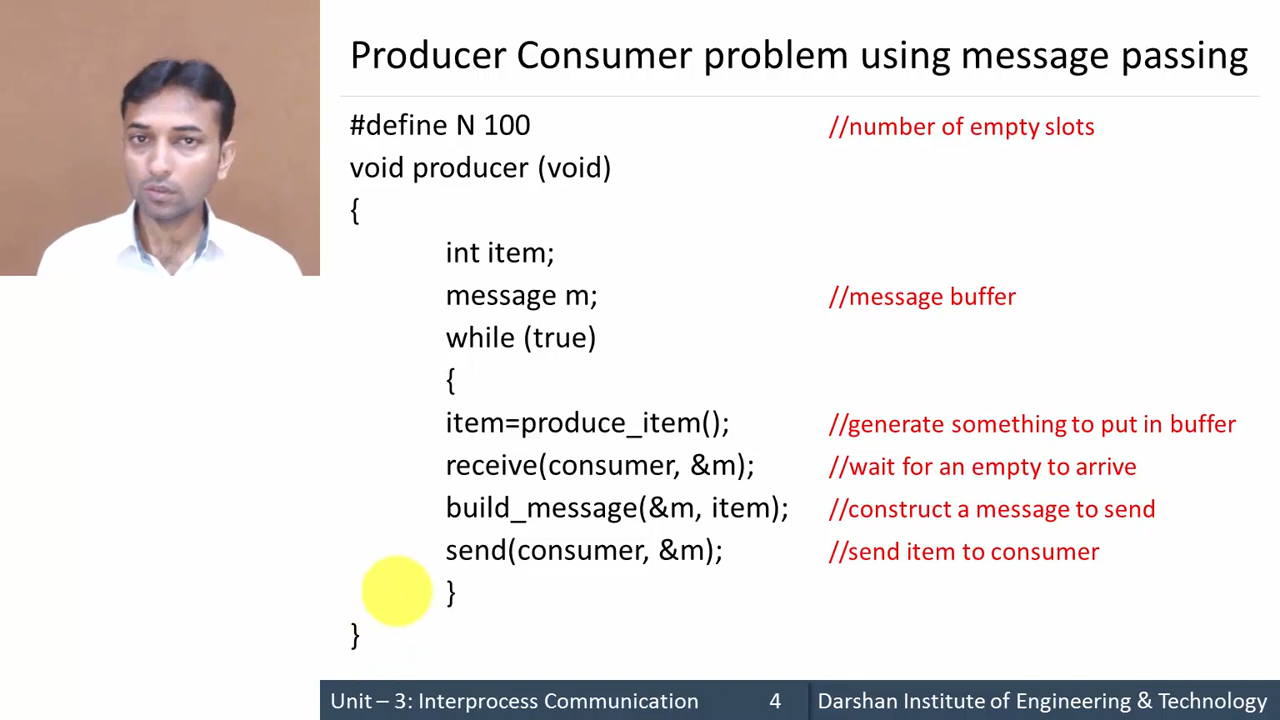 Producer Consumer problem using message passing
#define N 100 //number of empty slots
void producer (void)
{
int item;
message m; //message buffer
while (true)
{
item=produce_item(); //generate something to put in buffer
receive(consumer, &m); //wait for an empty to arrive
build_message(&m, item); //construct a message to send
send(consumer, &m); //send item to consumer
}
}
Unit – 3: Interprocess Communication 4 Darshan Institute of Engineering & Technology